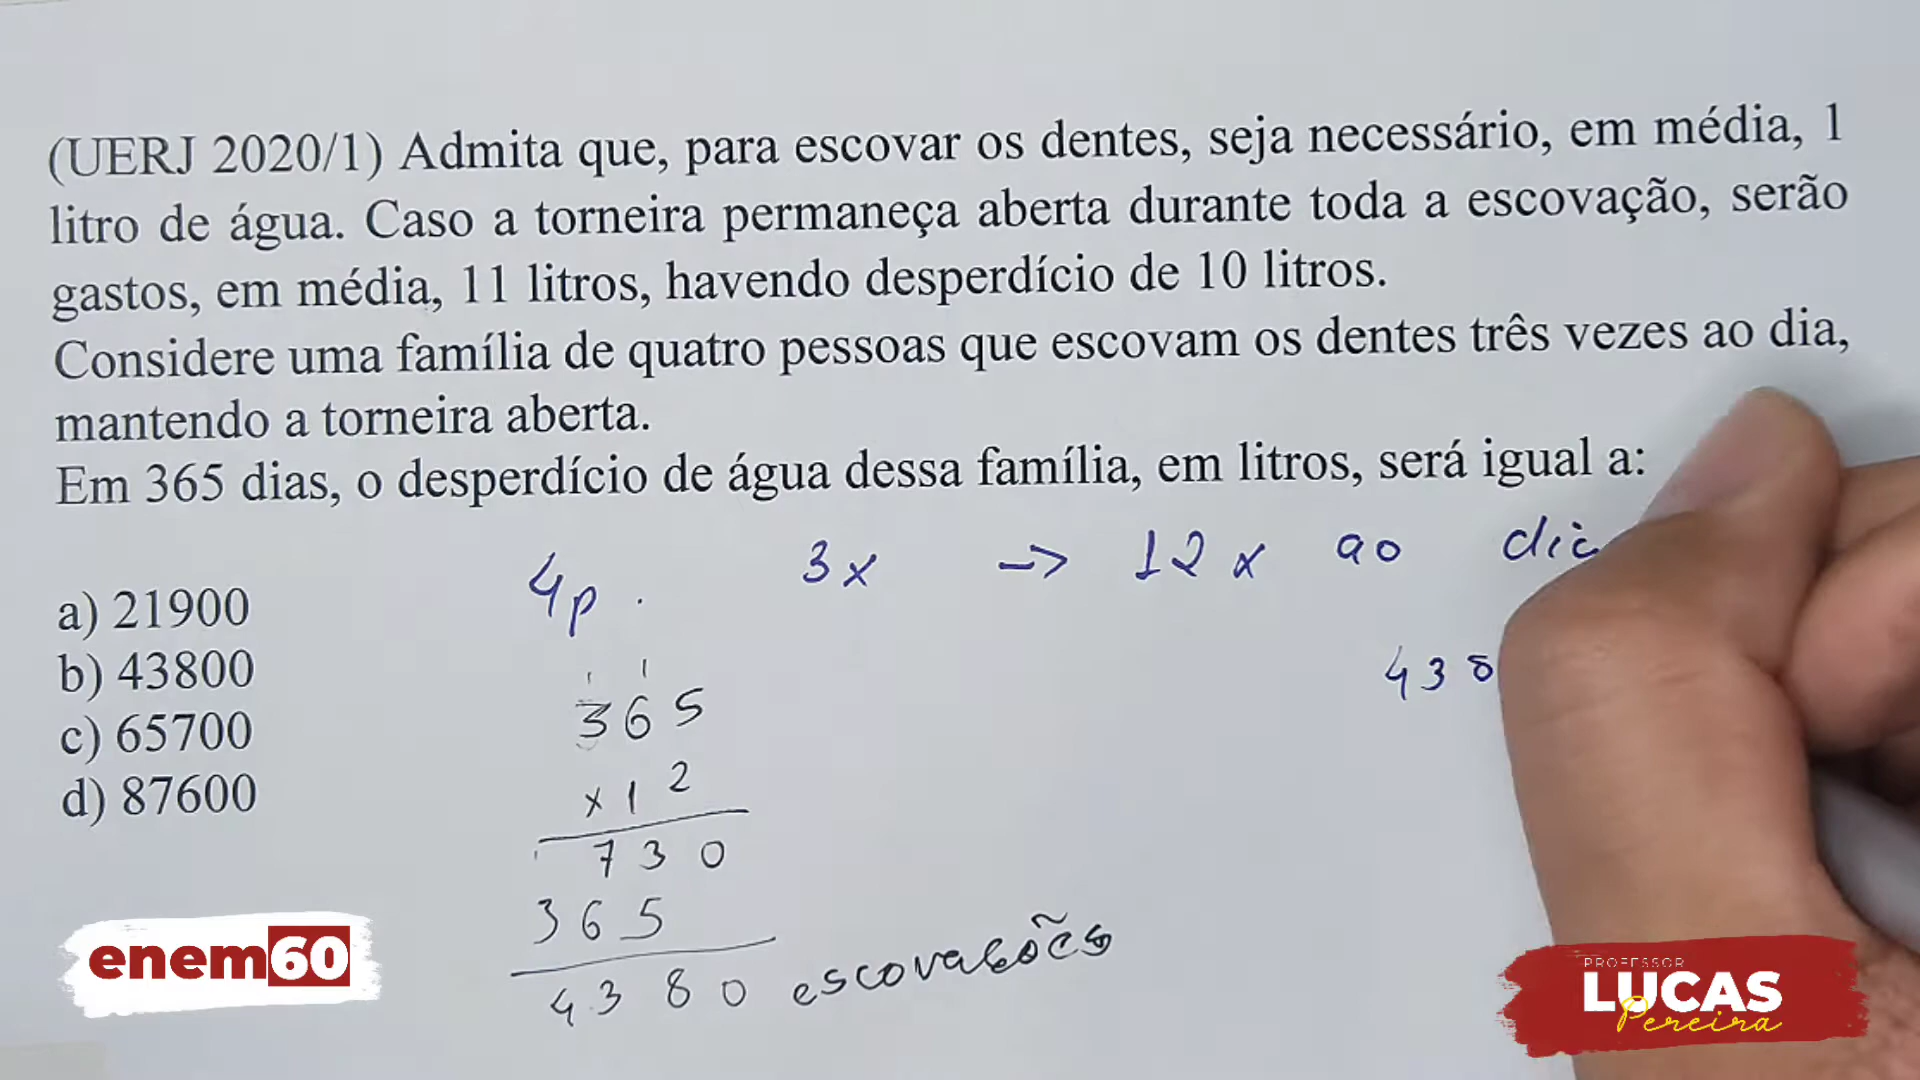 (UERJ 2020/1) Admita que, para escovar os dentes, seja necessário, em média, 1
litro de água. Caso a torneira permaneça aberta durante toda a escovação, serão
gastos, em média, 11 litros, havendo desperdício de 10 litros.
Considere uma família de quatro pessoas que escovam os dentes três vezes ao dia,
mantendo a torneira aberta.
Em 365 dias, o desperdício de água dessa família, em litros, será igual a:
4p. 3x -> 12x ao dia
a) 21900
b) 43800
c) 65700
d) 87600
438
1 1
365
x12
730
365
4380 escovações
enem60
PROFESSOR
LUCAS
Pereira